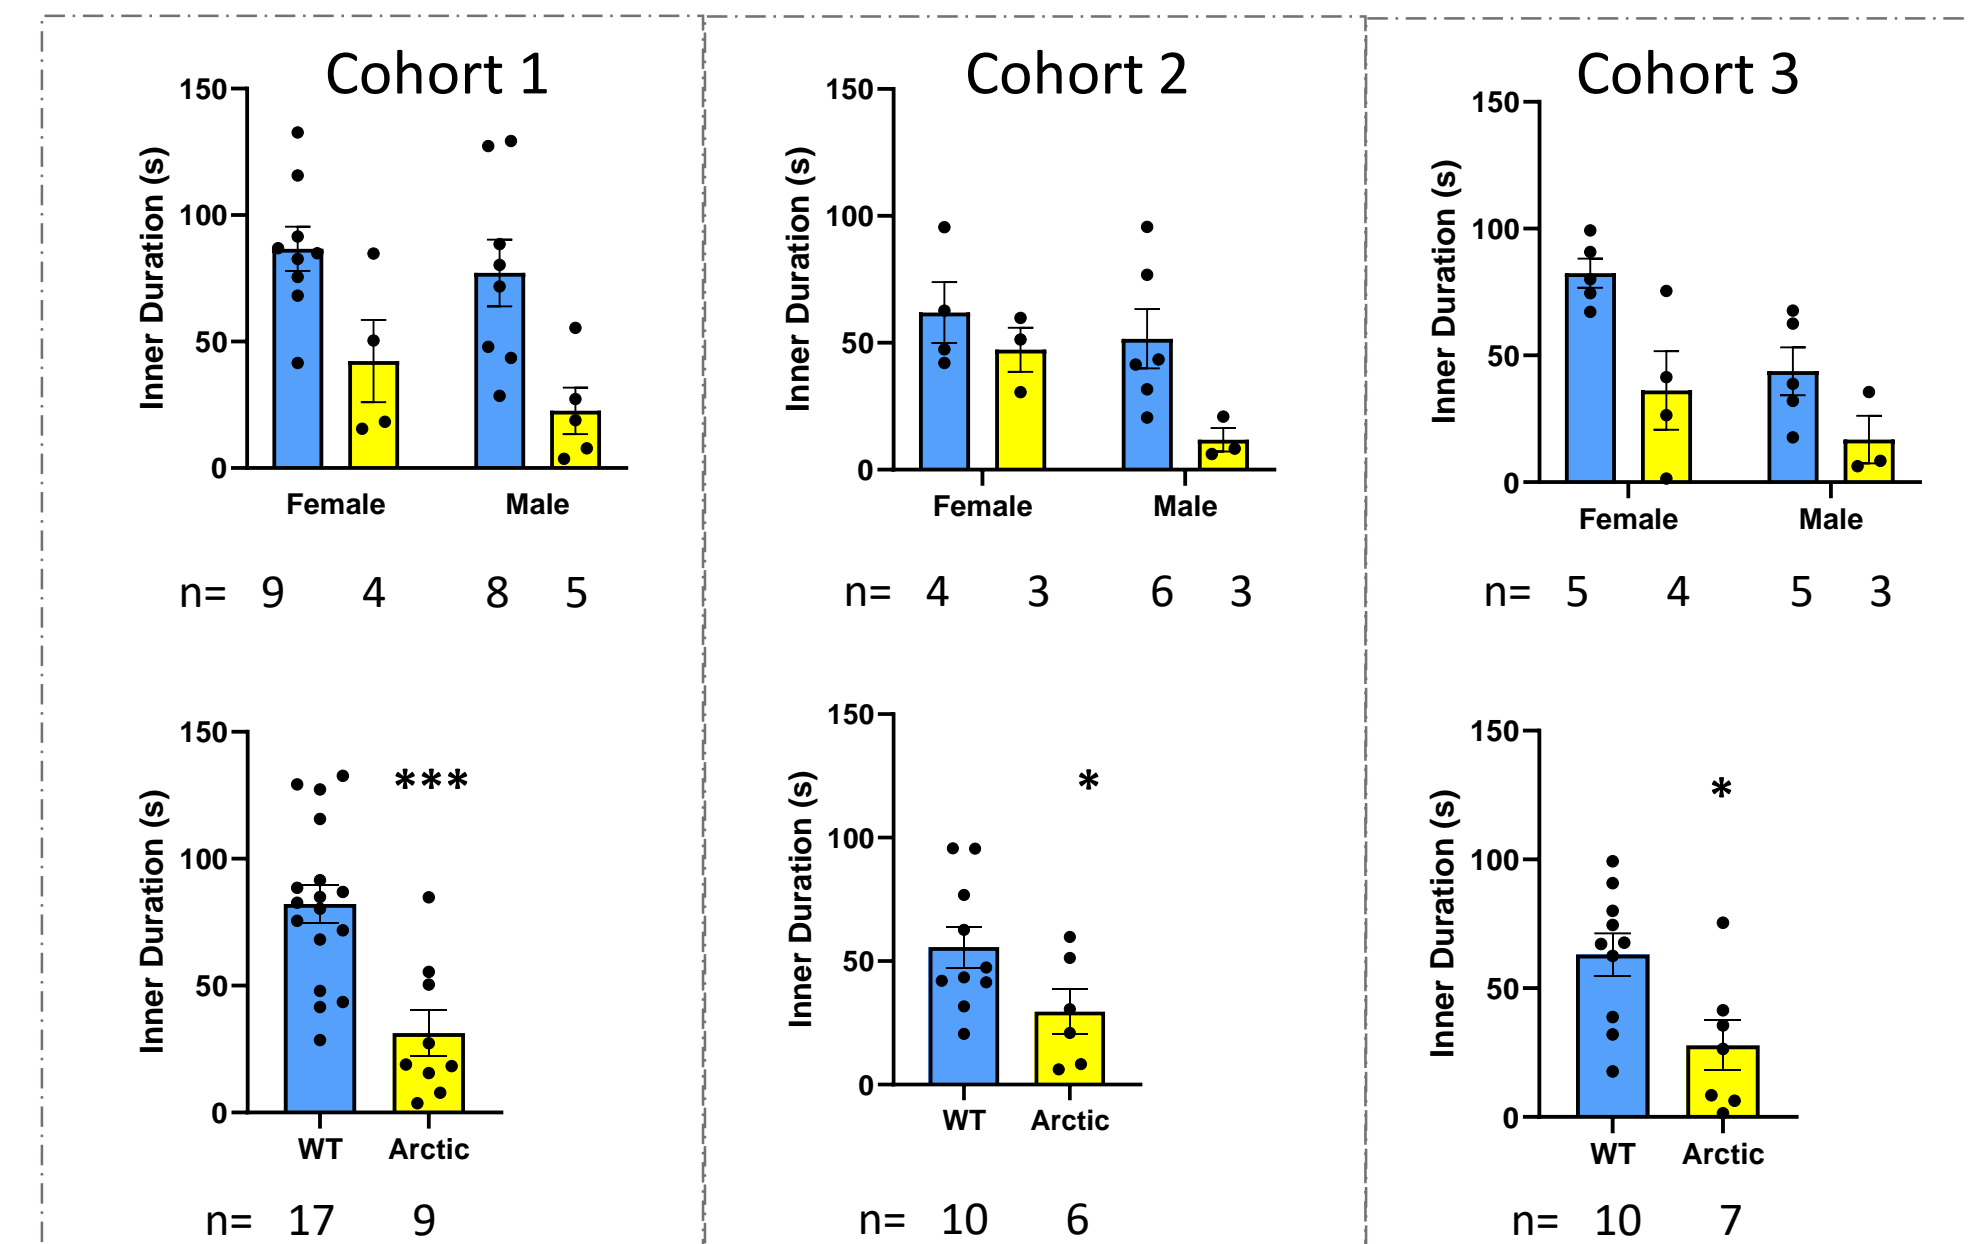 Cohort 1
150
100
50
0
Inner Duration (s)
Female Male
n= 9 4 8 5
150
100
50
0
Inner Duration (s)
***
WT Arctic
n= 17 9
Cohort 2
150
100
50
0
Inner Duration (s)
Female Male
n= 4 3 6 3
150
100
50
0
Inner Duration (s)
*
WT Arctic
n= 10 6
Cohort 3
150
100
50
0
Inner Duration (s)
Female Male
n= 5 4 5 3
150
100
50
0
Inner Duration (s)
*
WT Arctic
n= 10 7